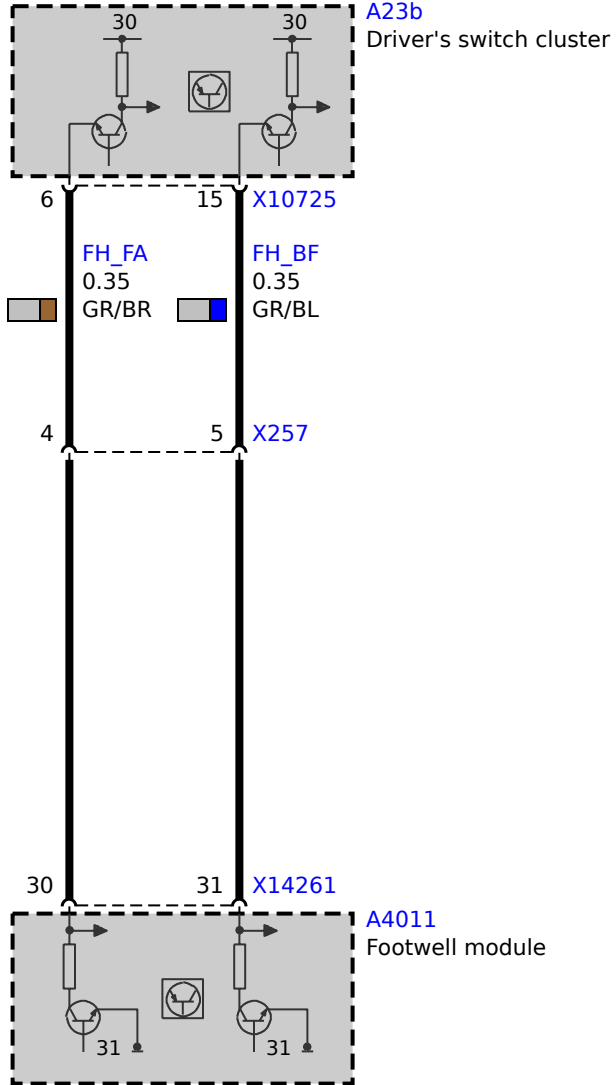 30
30
A23b
Driver's switch cluster
6
15
X10725
FH_FA
0.35
GR/BR
FH_BF
0.35
GR/BL
4
5
X257
30
31
X14261
A4011
Footwell module
31
31